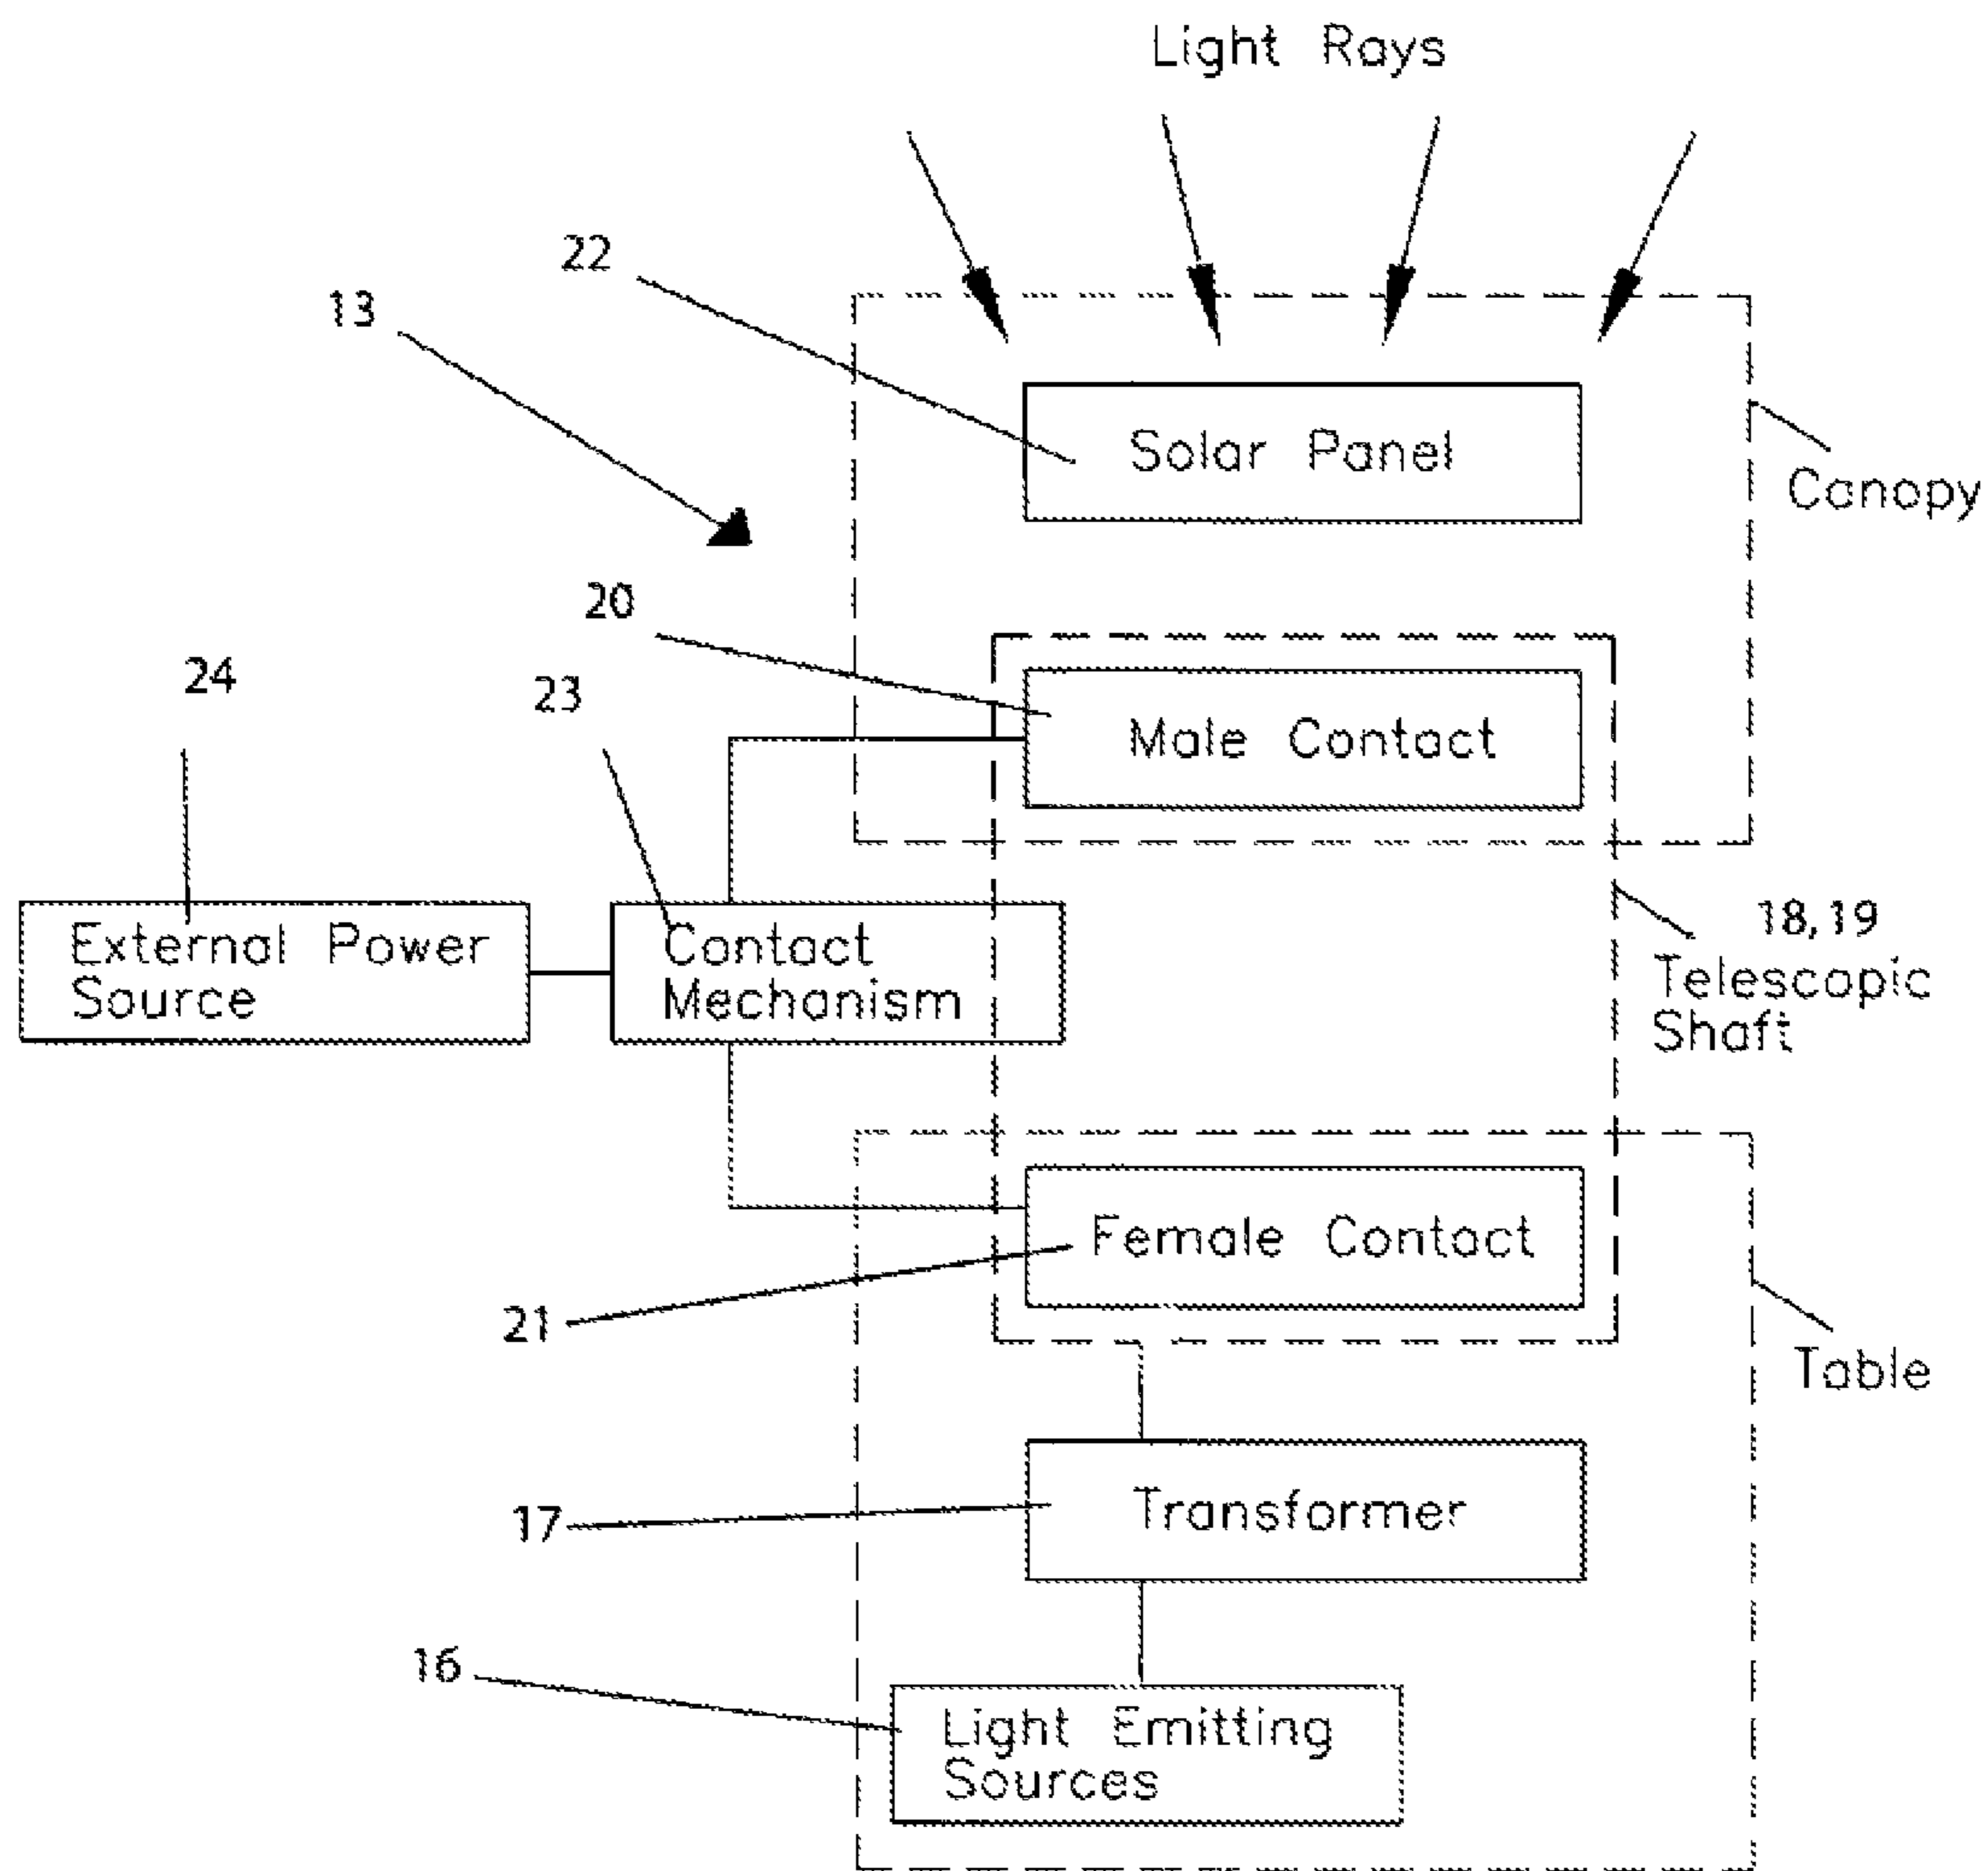 Light Rays
22
13
Solar Panel
Canopy
20
24
23
Male Contact
18,19
External Power
Source
Contact
Mechanism
Telescopic
Shaft
Female Contact
21
Table
17
Transformer
16
Light Emitting
Sources